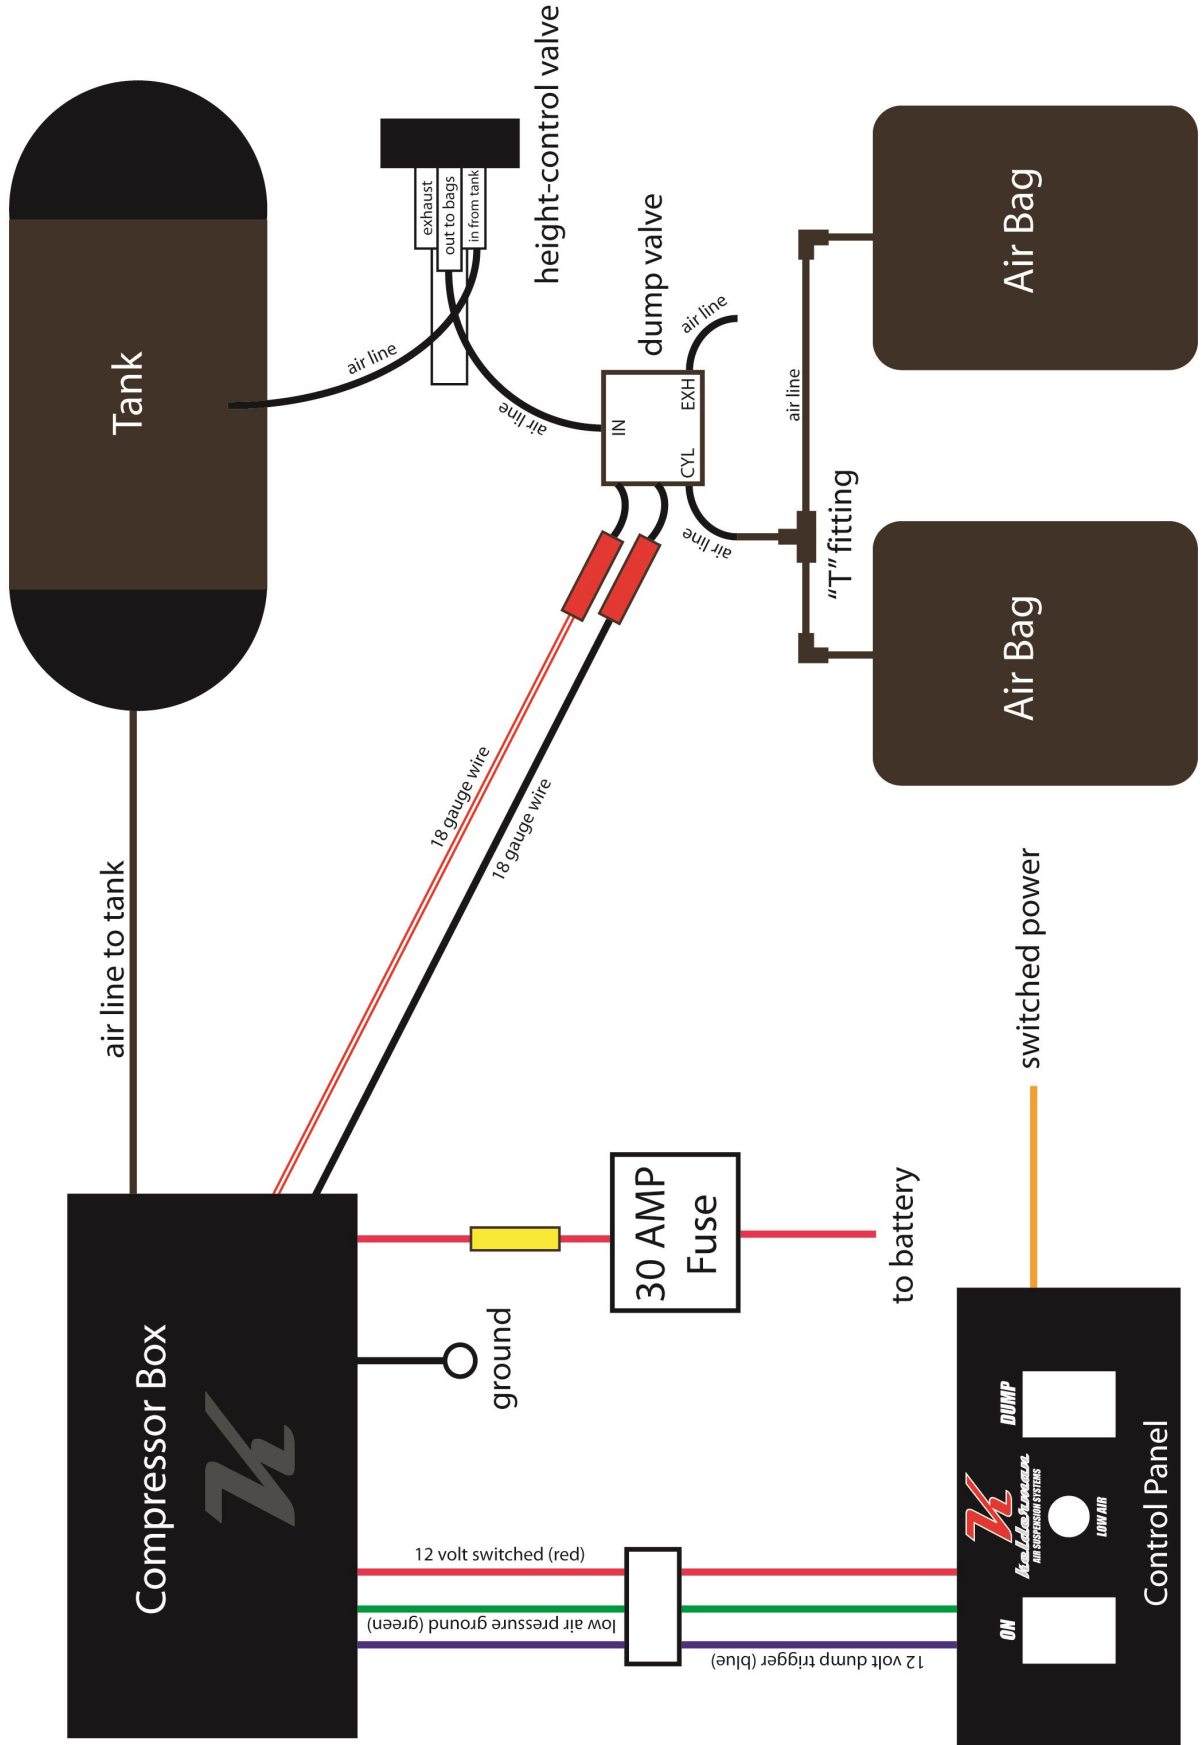 Tank
exhaust
out to bags
in from tank
height-control valve
air line
air line
dump valve
IN
CYL
EXH
air line
air line
air line
"T" fitting
Air Bag
Air Bag
air line to tank
18 gauge wire
18 gauge wire
Compressor Box
ground
30 AMP
Fuse
to battery
switched power
12 volt switched (red)
low air pressure ground (green)
12 volt dump trigger (blue)
ON
kelderman
AIR SUSPENSION SYSTEMS
LOW AIR
DUMP
Control Panel